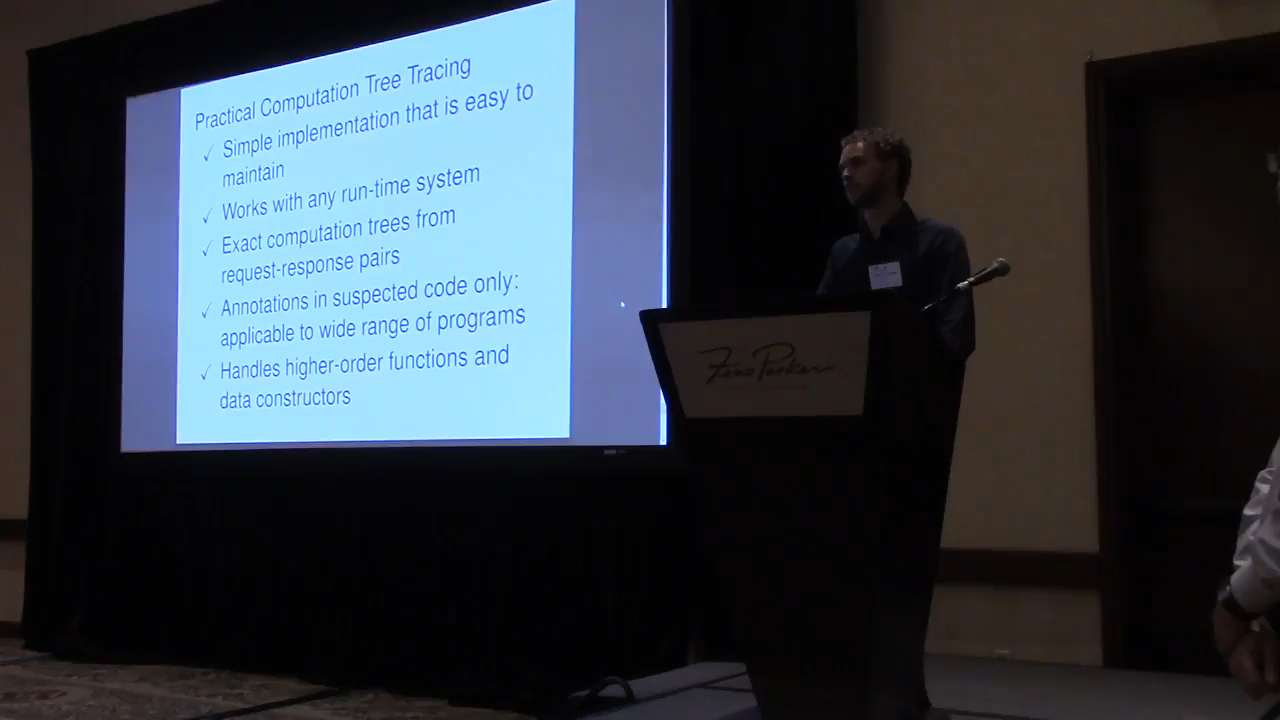 Practical Computation Tree Tracing
✓ Simple implementation that is easy to
maintain
✓ Works with any run-time system
✓ Exact computation trees from
request-response pairs
✓ Annotations in suspected code only:
applicable to wide range of programs
✓ Handles higher-order functions and
data constructors
Fess Parker